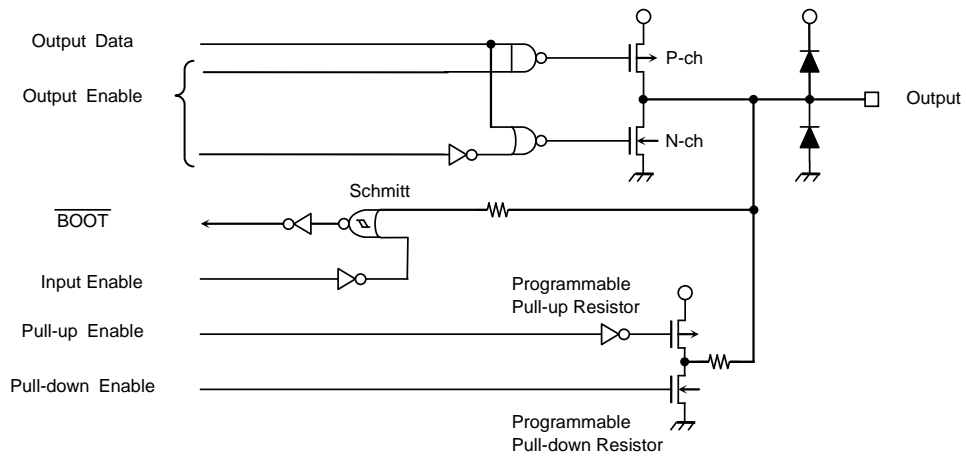 Output Data
P-ch
Output Enable
Output
N-ch
Schmitt
BOOT
Input Enable
Programmable
Pull-up Resistor
Pull-up Enable
Pull-down Enable
Programmable
Pull-down Resistor